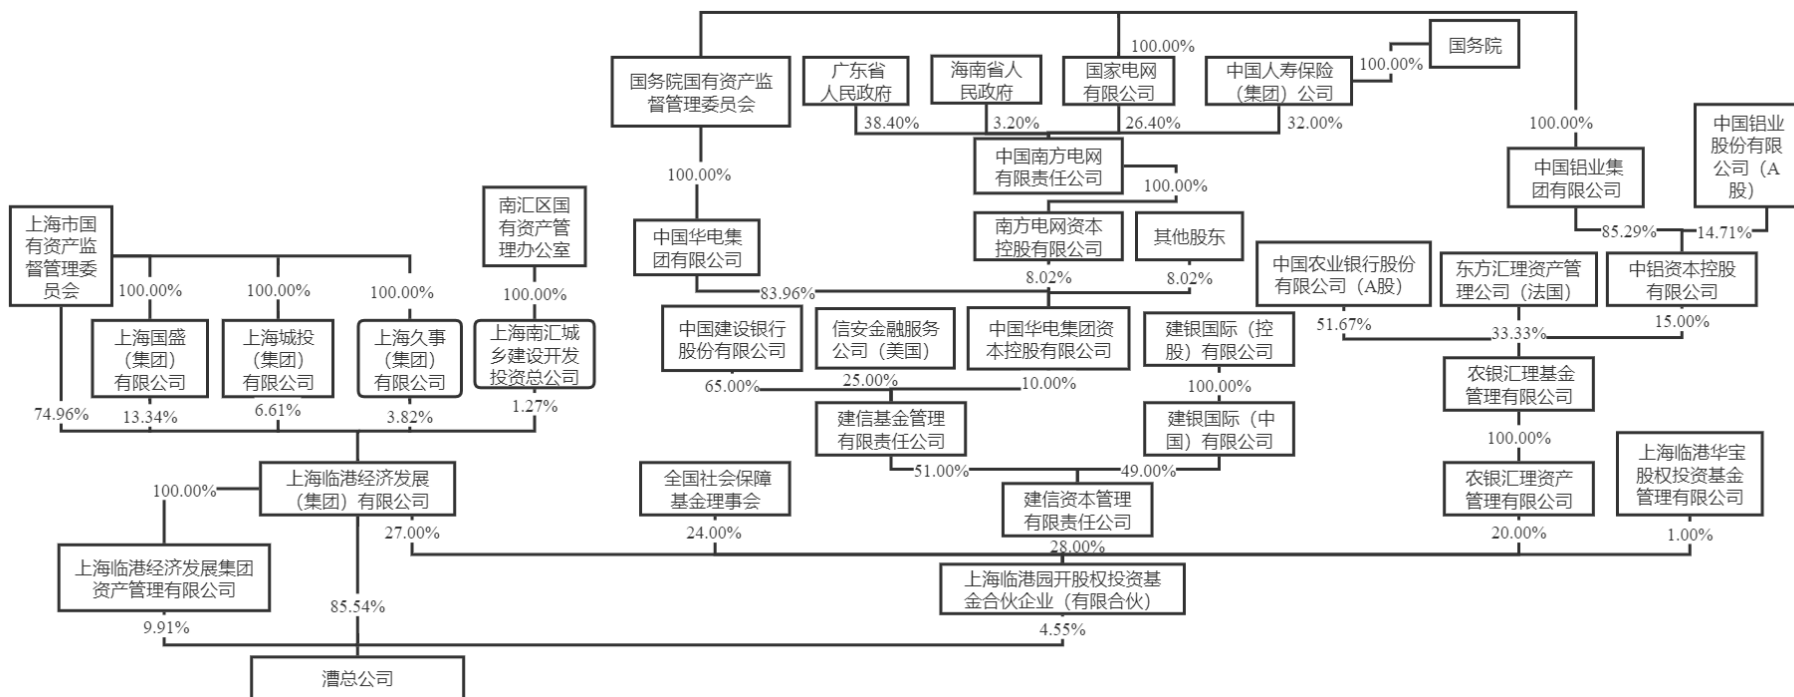 100.00%
国务院
国务院国有资产监
督管理委员会
广东省
人民政府
海南省人
民政府
国家电网
有限公司
中国人寿保险
（集团）公司
100.00%
38.40%
3.20%
26.40%
32.00%
100.00%
中国铝业
股份有限
公司（A
股）
中国南方电网
有限责任公司
中国铝业集
团有限公司
100.00%
100.00%
上海市国
有资产监
督管理委
员会
南汇区国
有资产管
理办公室
中国华电集
团有限公司
南方电网资本
控股有限公司
其他股东
85.29%
14.71%
中国农业银行股份
有限公司（A股）
东方汇理资产管
理公司（法国）
中铝资本控股
有限公司
100.00%
100.00%
100.00%
100.00%
83.96%
8.02%
8.02%
上海国盛
（集团）
有限公司
上海城投
（集团）
有限公司
上海久事
（集团）
有限公司
上海南汇城
乡建设开发
投资总公司
中国建设银行
股份有限公司
信安金融服务
公司（美国）
中国华电集团资
本控股有限公司
建银国际（控
股）有限公司
51.67%
33.33%
15.00%
65.00%
25.00%
10.00%
100.00%
农银汇理基金
管理有限公司
74.96%
13.34%
6.61%
3.82%
1.27%
建信基金管理
有限责任公司
建银国际（中
国）有限公司
100.00%
上海临港经济发展
（集团）有限公司
全国社会保障
基金理事会
51.00%
49.00%
建信资本管理
有限责任公司
农银汇理资产
管理有限公司
上海临港华宝
股权投资基金
管理有限公司
100.00%
27.00%
24.00%
28.00%
20.00%
1.00%
上海临港经济发展集团
资产管理有限公司
上海临港园开股权投资基
金合伙企业（有限合伙）
85.54%
9.91%
4.55%
漕总公司